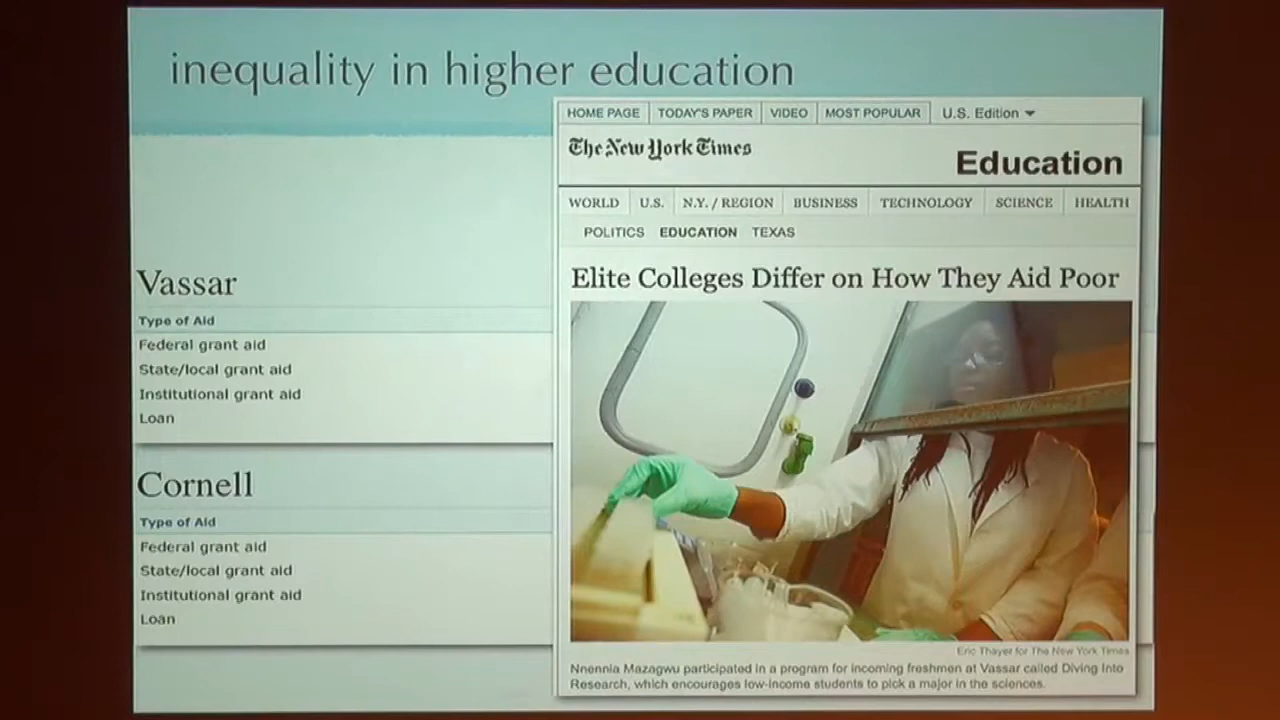 inequality in higher education
Vassar
Type of Aid
Federal grant aid
State/local grant aid
Institutional grant aid
Loan
Cornell
Type of Aid
Federal grant aid
State/local grant aid
Institutional grant aid
Loan
HOME PAGE TODAY'S PAPER VIDEO MOST POPULAR U.S. Edition
The New York Times
Education
WORLD U.S. N.Y. / REGION BUSINESS TECHNOLOGY SCIENCE HEALTH
POLITICS EDUCATION TEXAS
Elite Colleges Differ on How They Aid Poor
Eric Thayer for The New York Times
Nnennia Mazagwu participated in a program for incoming freshmen at Vassar called Diving Into
Research, which encourages low-income students to pick a major in the sciences.